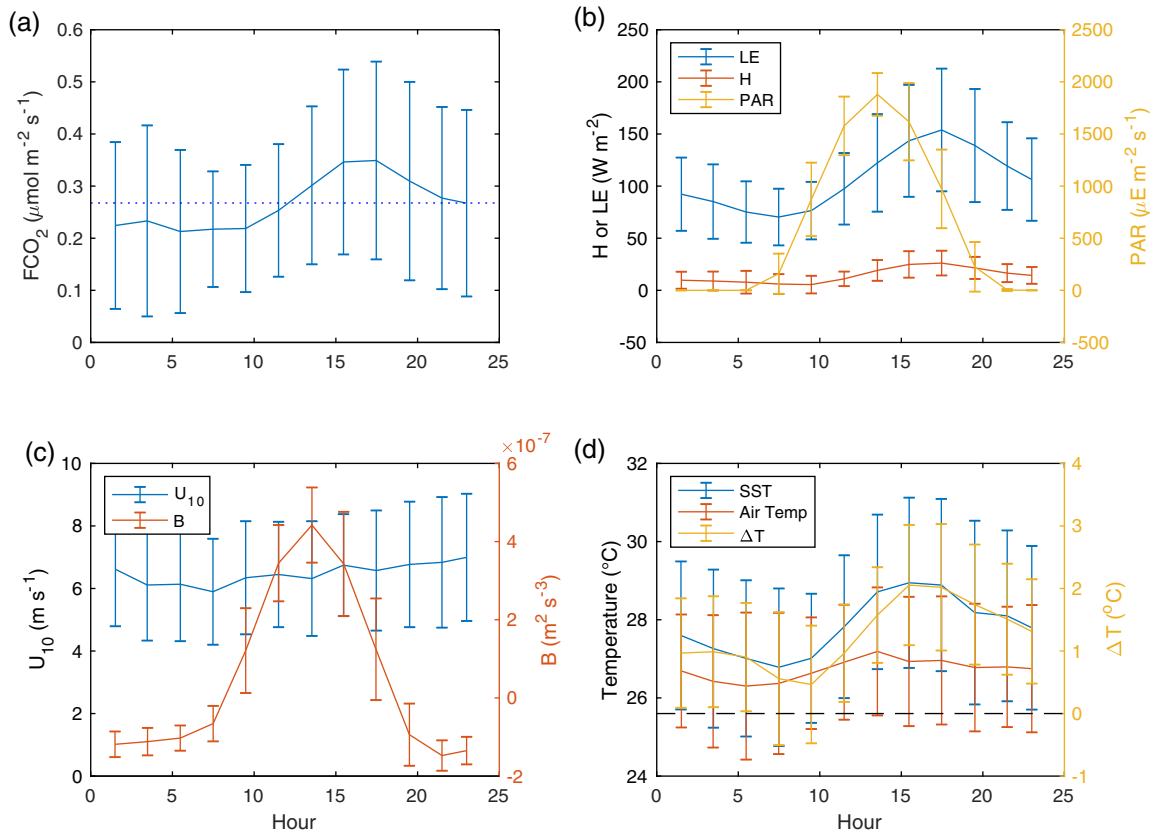 (a)
0.6
0.5
0.4
0.3
0.2
0.1
0
FCO2 (μmol m-2 s-1)
0 5 10 15 20 25
(b)
250
200
150
100
50
0
-50
H or LE (W m-2)
LE
H
PAR
2500
2000
1500
1000
500
0
-500
PAR (μE m-2 s-1)
0 5 10 15 20 25
(c)
10
8
6
4
2
0
U10 (m s-1)
U10
B
×10-7
6
4
2
0
-2
B (m2 s-3)
0 5 10 15 20 25
Hour
(d)
32
30
28
26
24
Temperature (°C)
SST
Air Temp
ΔT
4
3
2
1
0
-1
ΔT (°C)
0 5 10 15 20 25
Hour